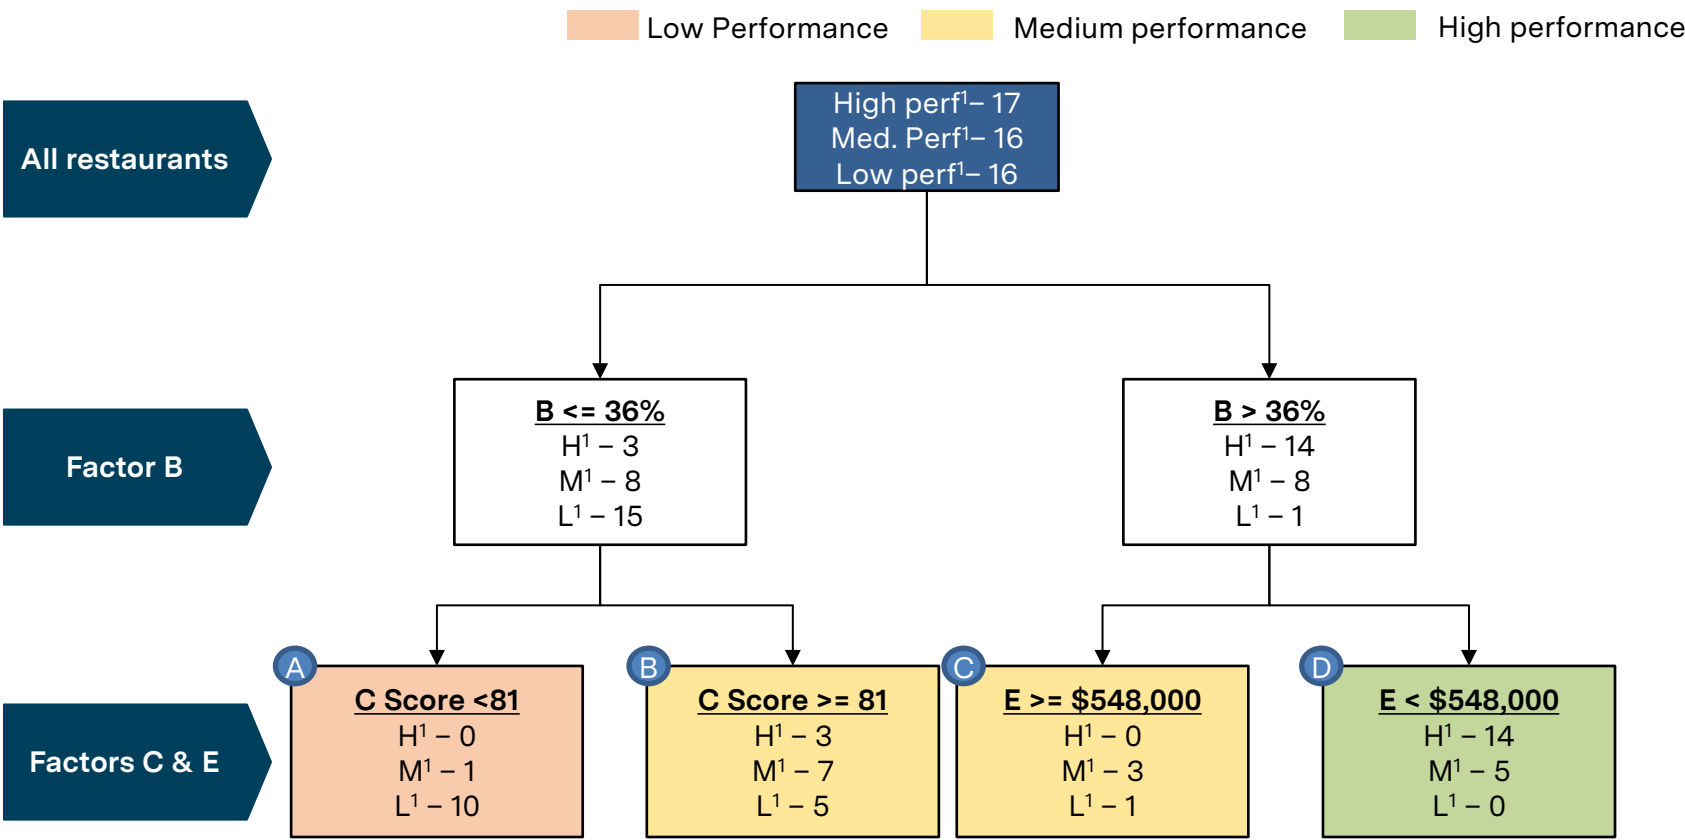 Low Performance
Medium performance
High performance
All restaurants
High perf¹– 17
Med. Perf¹– 16
Low perf¹– 16
Factor B
B <= 36%
H¹ – 3
M¹ – 8
L¹ – 15
B > 36%
H¹ – 14
M¹ – 8
L¹ – 1
Factors C & E
A
C Score <81
H¹ – 0
M¹ – 1
L¹ – 10
B
C Score >= 81
H¹ – 3
M¹ – 7
L¹ – 5
C
E >= $548,000
H¹ – 0
M¹ – 3
L¹ – 1
D
E < $548,000
H¹ – 14
M¹ – 5
L¹ – 0